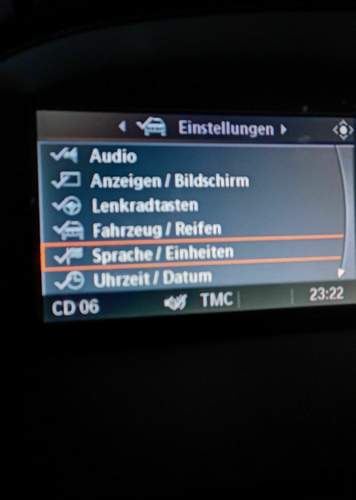 Einstellungen
Audio
Anzeigen / Bildschirm
Lenkradtasten
Fahrzeug / Reifen
Sprache / Einheiten
Uhrzeit / Datum
CD 06 TMC 23:22